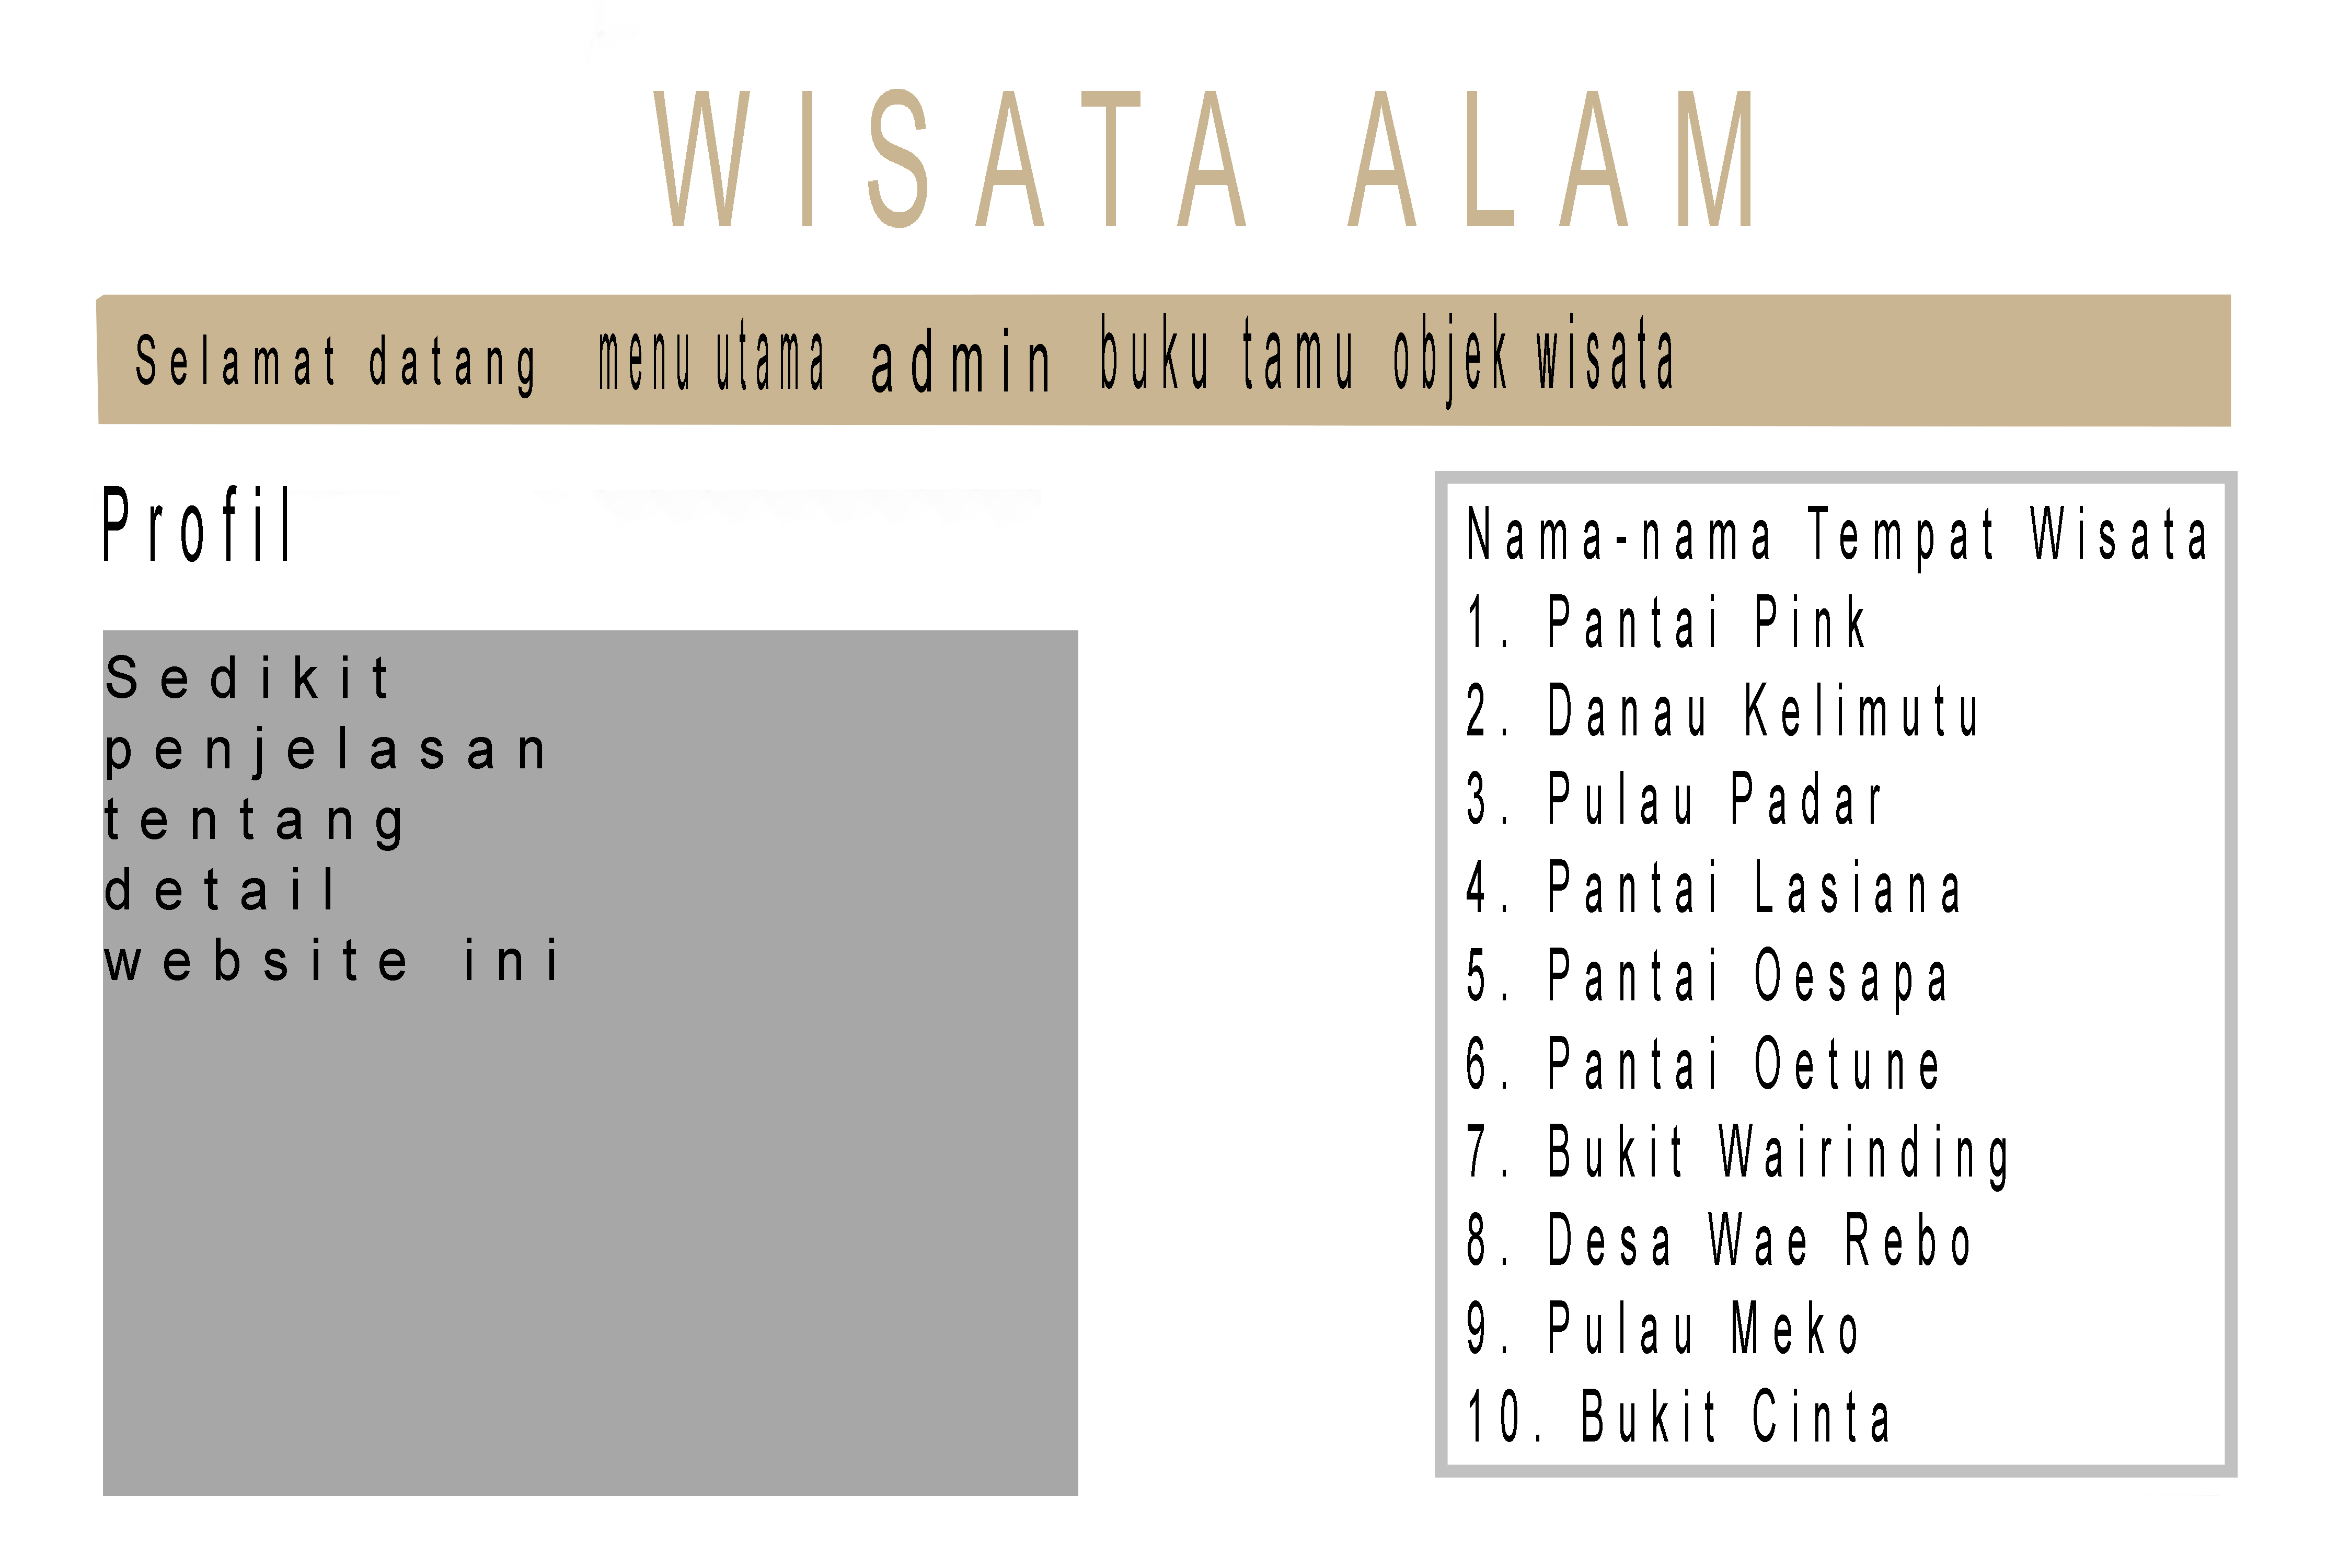 WISATA ALAM
Selamat datang menu utama admin buku tamu objek wisata
Profil
Sedikit
penjelasan
tentang
detail
website ini
Nama-nama Tempat Wisata
1. Pantai Pink
2. Danau Kelimutu
3. Pulau Padar
4. Pantai Lasiana
5. Pantai Oesapa
6. Pantai Oetune
7. Bukit Wairinding
8. Desa Wae Rebo
9. Pulau Meko
10. Bukit Cinta